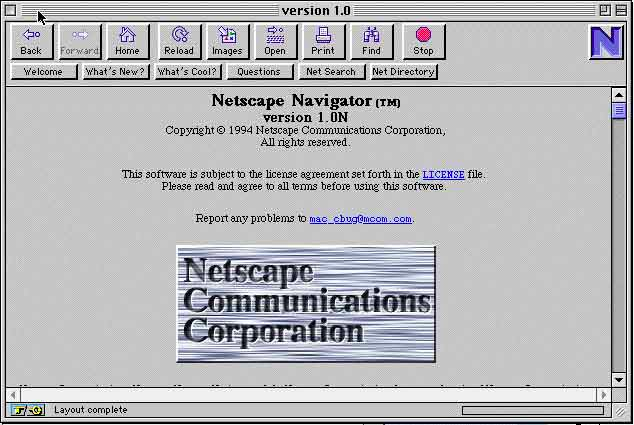 version 1.0
Back Forward Home Reload Images Open Print Find Stop
N
Welcome What's New? What's Cool? Questions Net Search Net Directory
Netscape Navigator (TM)
version 1.0N
Copyright © 1994 Netscape Communications Corporation,
All rights reserved.
This software is subject to the license agreement set forth in the LICENSE file.
Please read and agree to all terms before using this software.
Report any problems to mac_cbug@mcom.com.
Netscape
Communications
Corporation
Layout complete